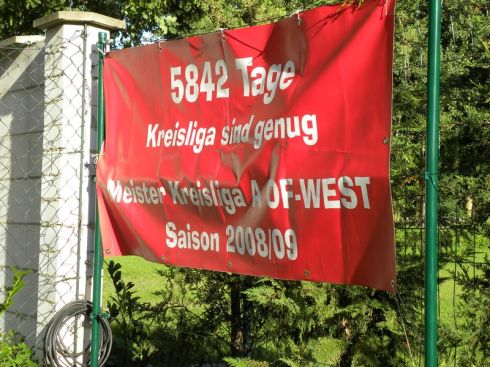 5842 Tage
Kreisliga sind genug
Meister Kreisliga A OF-WEST
Saison 2008/09